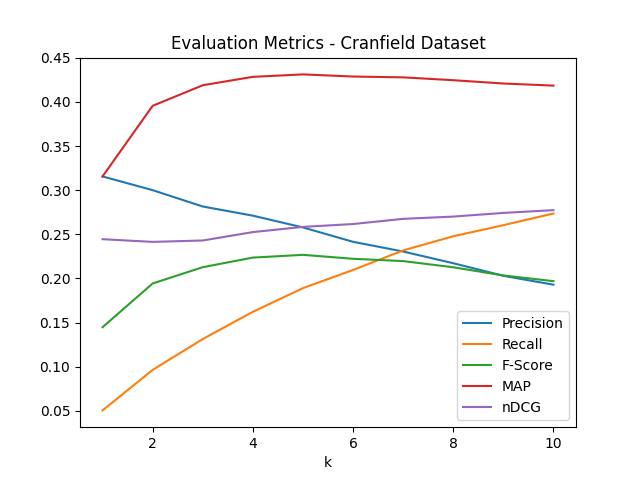 Evaluation Metrics - Cranfield Dataset
0.45
0.40
0.35
0.30
0.25
0.20
0.15
0.10
0.05
Precision
Recall
F-Score
MAP
nDCG
2 4 6 8 10
k